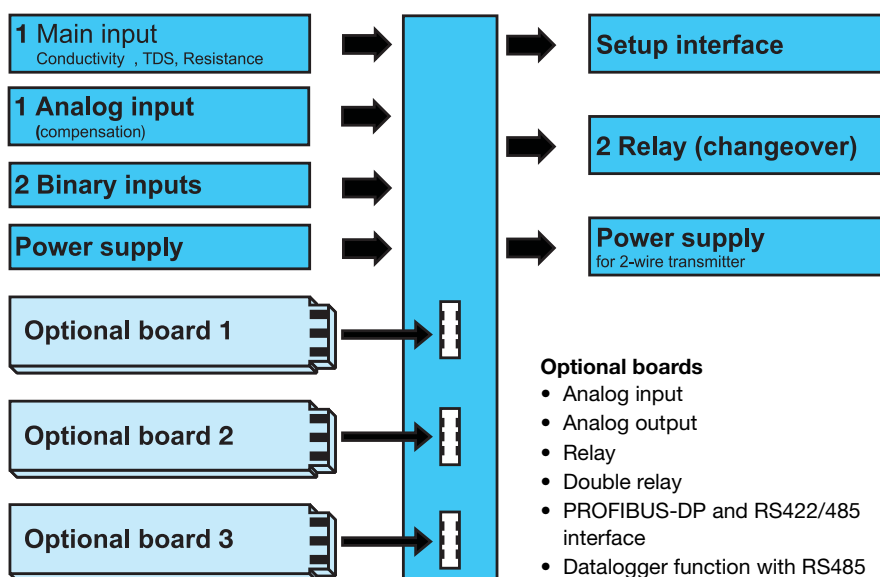 1 Main input
Conductivity , TDS, Resistance
1 Analog input
(compensation)
2 Binary inputs
Power supply
Optional board 1
Optional board 2
Optional board 3
Setup interface
2 Relay (changeover)
Power supply
for 2-wire transmitter
Optional boards
• Analog input
• Analog output
• Relay
• Double relay
• PROFIBUS-DP and RS422/485
interface
• Datalogger function with RS485